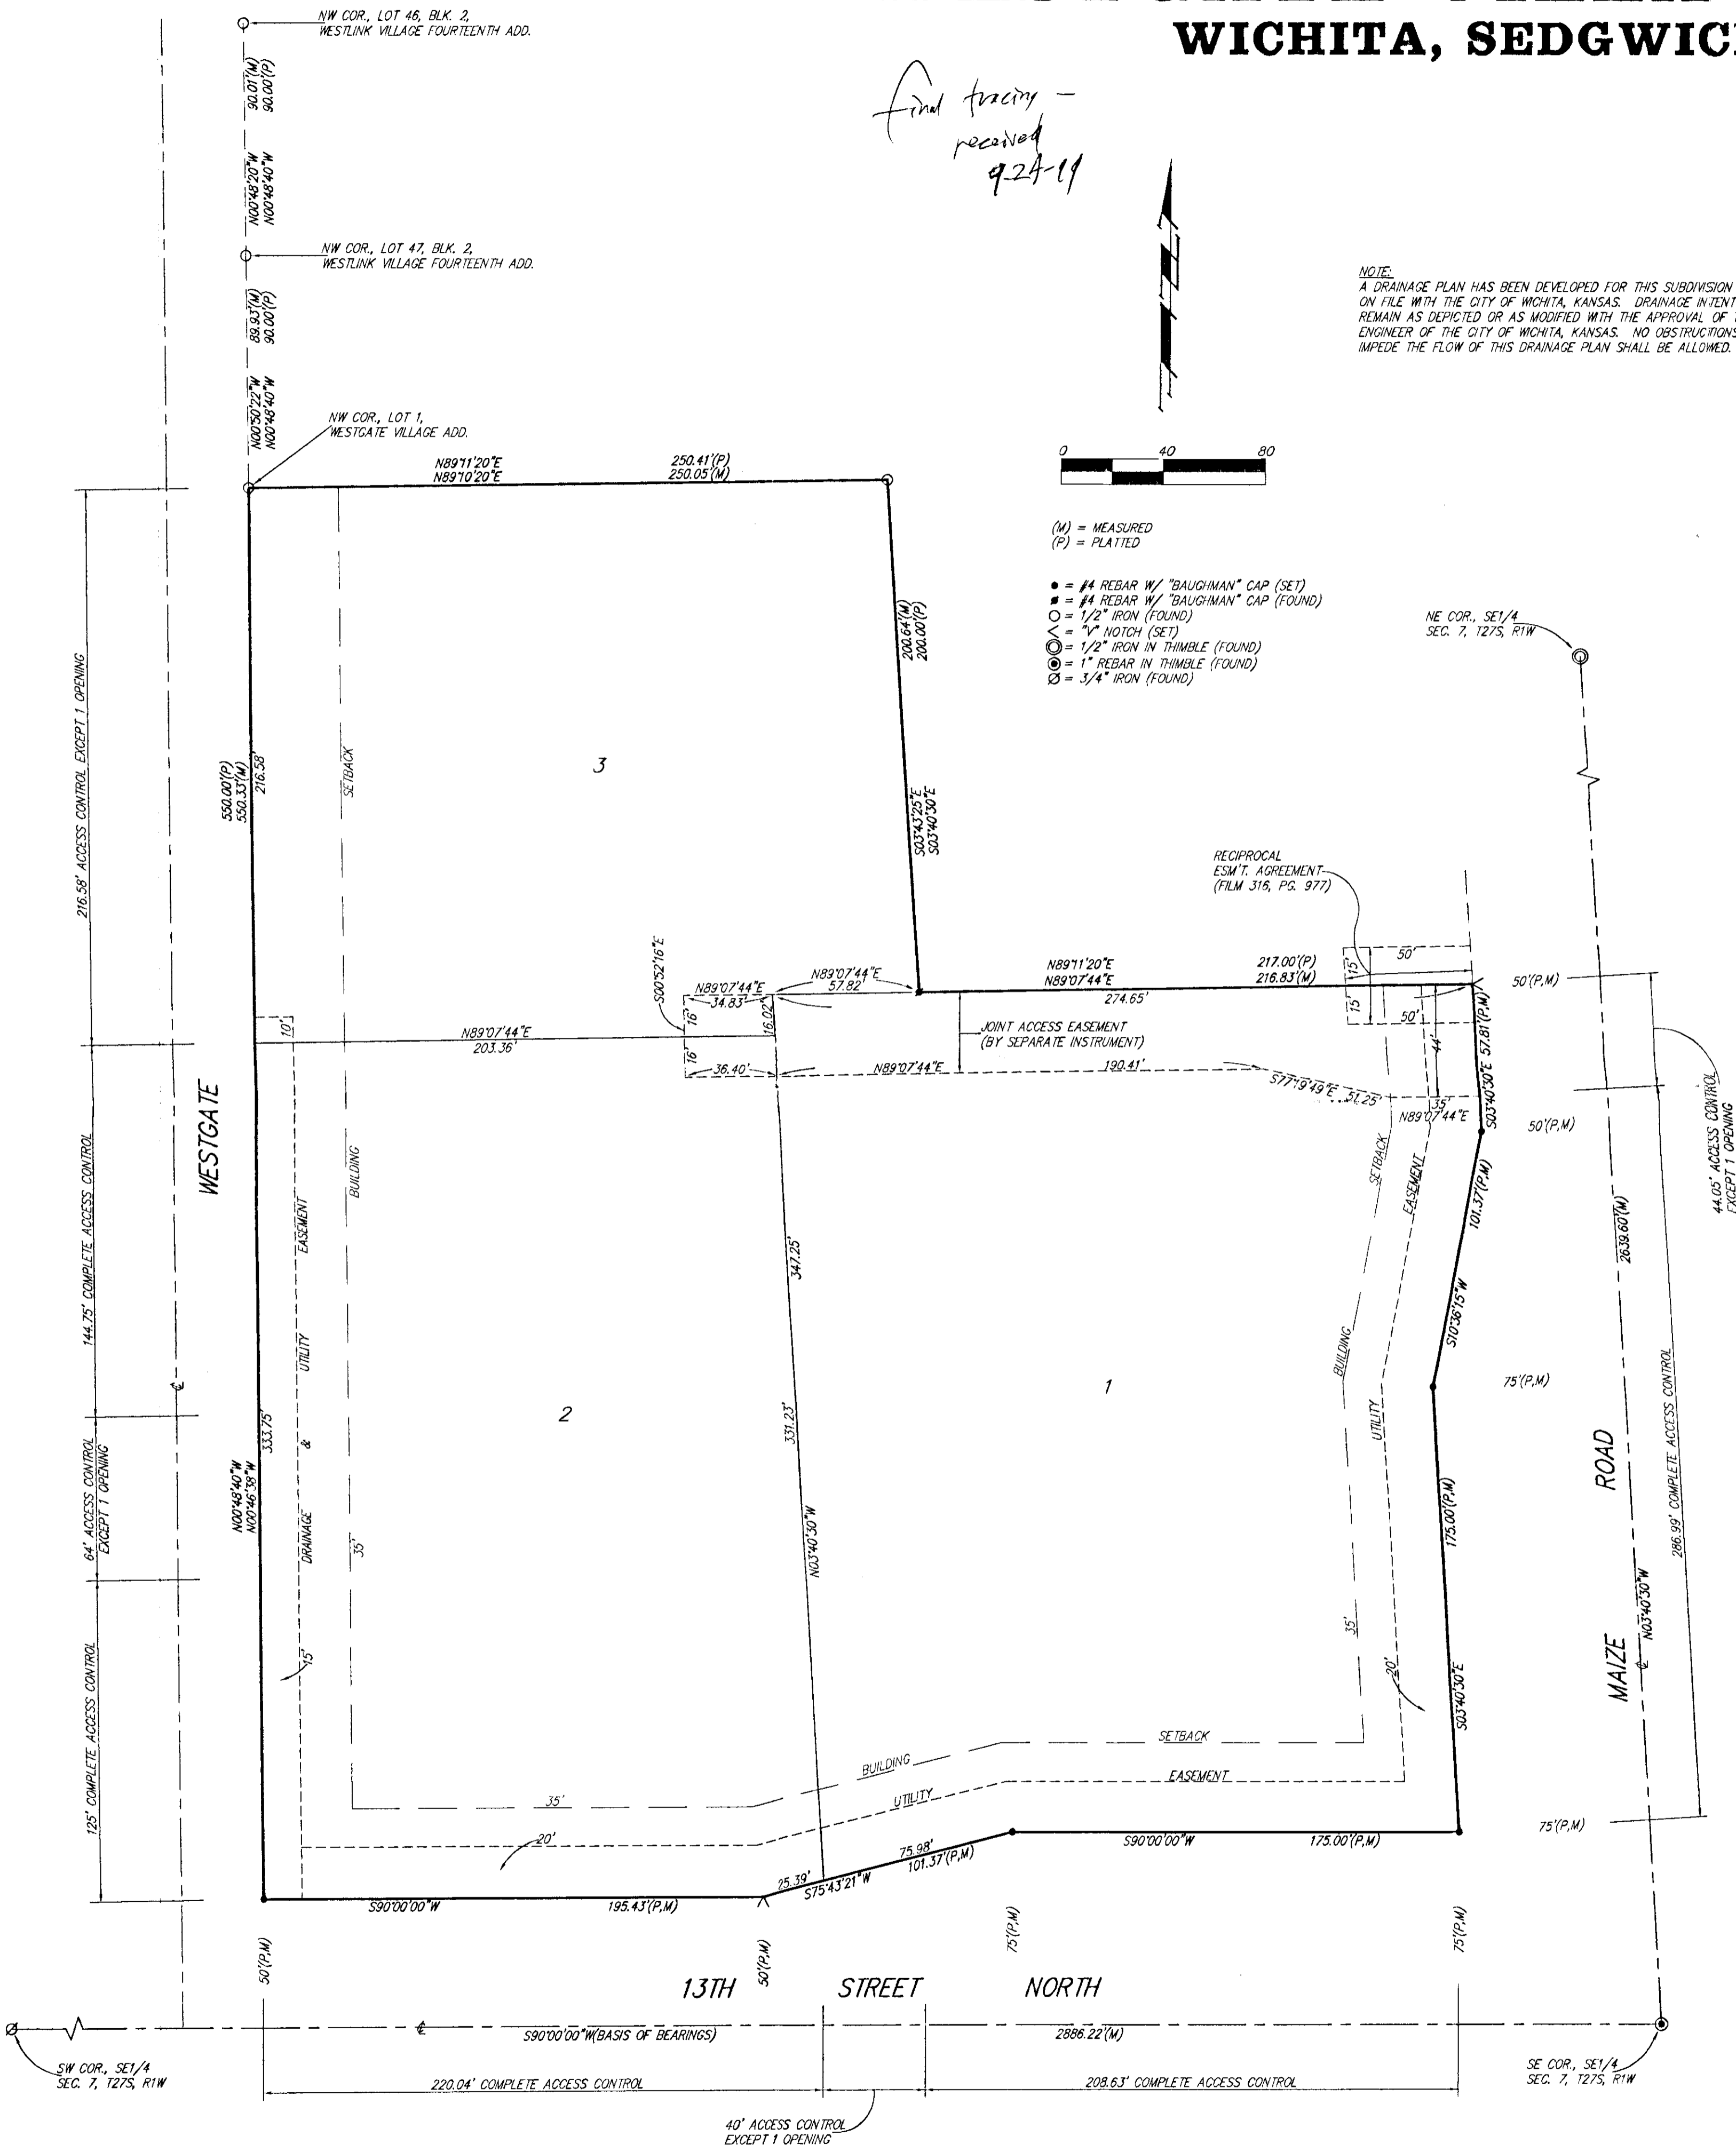 WICHITA, SEDGWIC
final tracing -
received
NW COR., LOT 46, BLK. 2,
WESTLINK VILLAGE FOURTEENTH ADD.
90.01'(M)
90.00'(P)
N00°48'20"W
N00°48'40"W
NW COR., LOT 47, BLK. 2,
WESTLINK VILLAGE FOURTEENTH ADD.
89.93'(M)
90.00'(P)
N00°50'22"W
N00°48'40"W
NW COR., LOT 1,
WESTGATE VILLAGE ADD.
NOTE:
A DRAINAGE PLAN HAS BEEN DEVELOPED FOR THIS SUBDIVISION
ON FILE WITH THE CITY OF WICHITA, KANSAS. DRAINAGE INTENT
REMAIN AS DEPICTED OR AS MODIFIED WITH THE APPROVAL OF
ENGINEER OF THE CITY OF WICHITA, KANSAS. NO OBSTRUCTIONS
IMPEDE THE FLOW OF THIS DRAINAGE PLAN SHALL BE ALLOWED.
0 40 80
(M) = MEASURED
(P) = PLATTED
● = #4 REBAR W/ "BAUGHMAN" CAP (SET)
= #4 REBAR W/ "BAUGHMAN" CAP (FOUND)
○ = 1/2" IRON (FOUND)
= "V" NOTCH (SET)
◎ = 1/2" IRON IN THIMBLE (FOUND)
= 1" REBAR IN THIMBLE (FOUND)
Ø = 3/4" IRON (FOUND)
NE COR., SE1/4
SEC. 7, T27S, R1W
N89°11'20"E 250.41'(P)
N89°10'20"E 250.05'(M)
200.64'(M)
200.00'(P)
S03°43'25"E
S03°40'30"E
3
SETBACK
216.58' ACCESS CONTROL EXCEPT 1 OPENING
550.00'(P)
550.33'(M)
216.58'
RECIPROCAL
ESM'T. AGREEMENT
(FILM 316, PG. 977)
N89°11'20"E 217.00'(P)
N89°07'44"E 216.83'(M)
274.65'
50'
15'
15'
50'
50'(P,M)
S00°52'16"E
N89°07'44"E
34.83'
N89°07'44"E
57.82'
16'
16.02'
16'
10'
N89°07'44"E
203.36'
36.40'
JOINT ACCESS EASEMENT
(BY SEPARATE INSTRUMENT)
N89°07'44"E 190.41'
S77°19'49"E 51.25'
44'
35'
N89°07'44"E
S03°40'30"E 57.81'(P,M)
50'(P,M)
44.05' ACCESS CONTROL
EXCEPT 1 OPENING
WESTGATE
144.75' COMPLETE ACCESS CONTROL
64' ACCESS CONTROL
EXCEPT 1 OPENING
125' COMPLETE ACCESS CONTROL
333.75'
N00°48'40"W
N00°46'38"W
DRAINAGE & UTILITY EASEMENT
15'
BUILDING
35'
2
347.25'
331.23'
N03°40'30"W
1
SETBACK
BUILDING
35'
EASEMENT
UTILITY
20'
101.37'(P,M)
S10°36'15"W
75'(P,M)
175.00'(P,M)
S03°40'30"E
75'(P,M)
2639.60'(M)
MAIZE ROAD
N03°40'30"W
286.99' COMPLETE ACCESS CONTROL
BUILDING SETBACK
35'
UTILITY EASEMENT
20'
75.98'
101.37'(P,M)
25.39'
S75°43'21"W
S90°00'00"W 175.00'(P,M)
S90°00'00"W 195.43'(P,M)
50'(P,M)
50'(P,M)
75'(P,M)
75'(P,M)
13TH STREET NORTH
S90°00'00"W(BASIS OF BEARINGS) 2886.22'(M)
SW COR., SE1/4
SEC. 7, T27S, R1W
SE COR., SE1/4
SEC. 7, T27S, R1W
220.04' COMPLETE ACCESS CONTROL
208.63' COMPLETE ACCESS CONTROL
40' ACCESS CONTROL
EXCEPT 1 OPENING